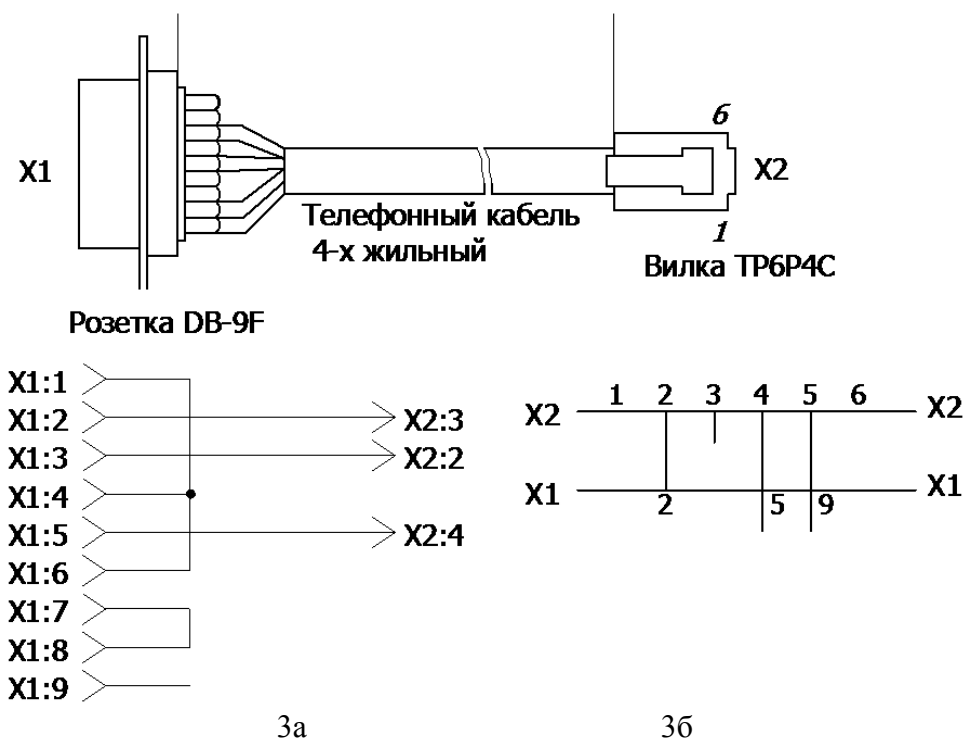 6
X1
X2
Телефонный кабель
4-х жильный
1
Вилка TP6P4C
Розетка DB-9F
X1:1
X1:2 X2:3
X1:3 X2:2
X1:4
X1:5 X2:4
X1:6
X1:7
X1:8
X1:9
1 2 3 4 5 6
X2 X2
X1 X1
2 5 9
3а 3б